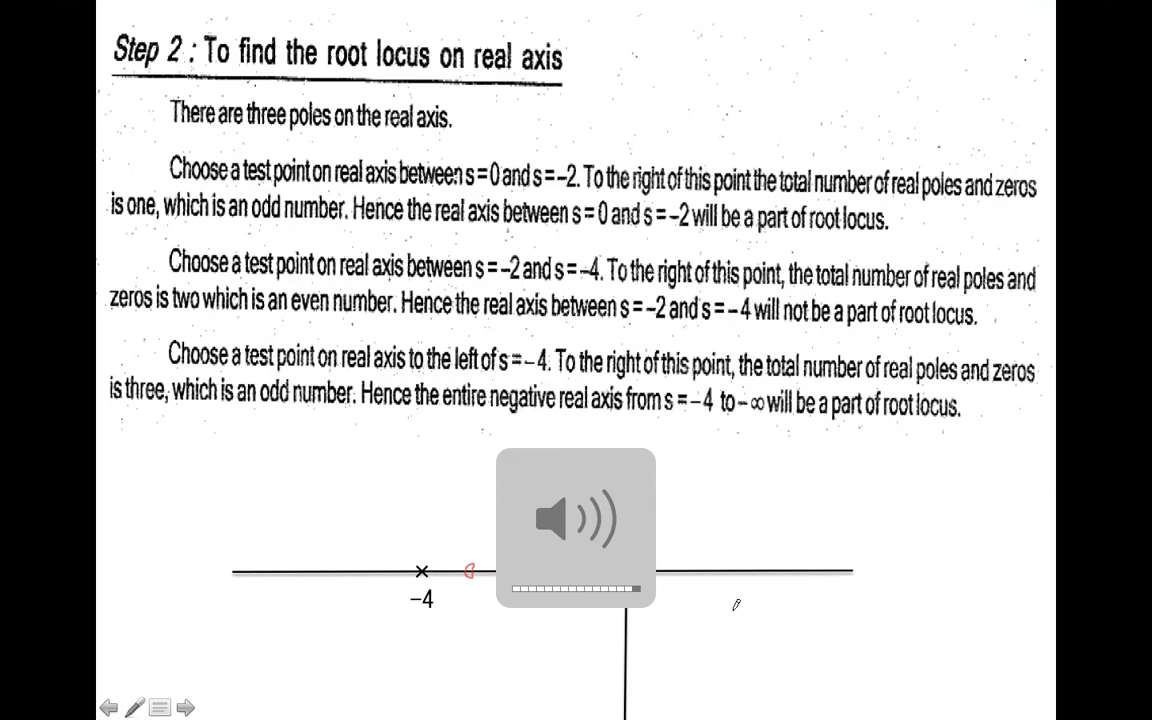 Step 2 : To find the root locus on real axis
There are three poles on the real axis.
Choose a test point on real axis between s = 0 and s = –2. To the right of this point the total number of real poles and zeros
is one, which is an odd number. Hence the real axis between s = 0 and s = –2 will be a part of root locus.
Choose a test point on real axis between s = –2 and s = –4. To the right of this point, the total number of real poles and
zeros is two which is an even number. Hence the real axis between s = –2 and s = – 4 will not be a part of root locus.
Choose a test point on real axis to the left of s = – 4. To the right of this point, the total number of real poles and zeros
is three, which is an odd number. Hence the entire negative real axis from s = –4 to – ∞ will be a part of root locus.
–4